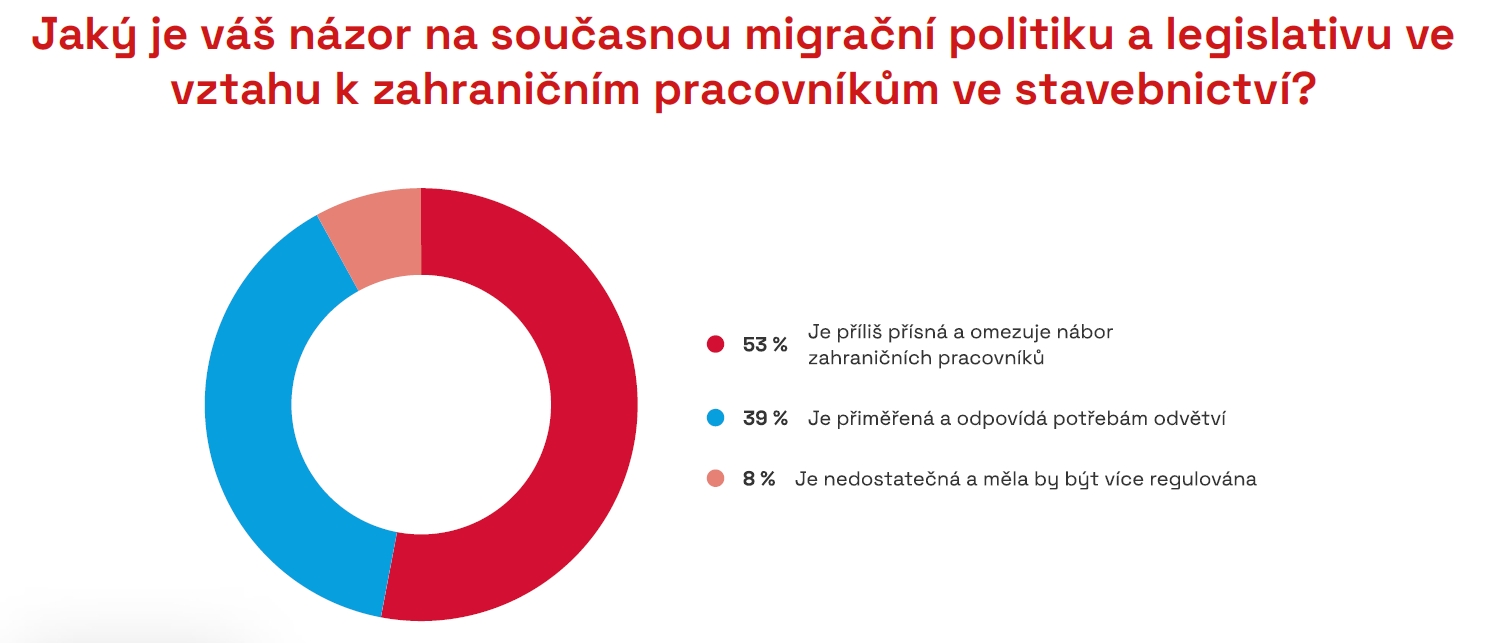 Jaký je váš názor na současnou migrační politiku a legislativu ve
vztahu k zahraničním pracovníkům ve stavebnictví?
53 % Je příliš přísná a omezuje nábor
zahraničních pracovníků
39 % Je přiměřená a odpovídá potřebám odvětví
8 % Je nedostatečná a měla by být více regulována